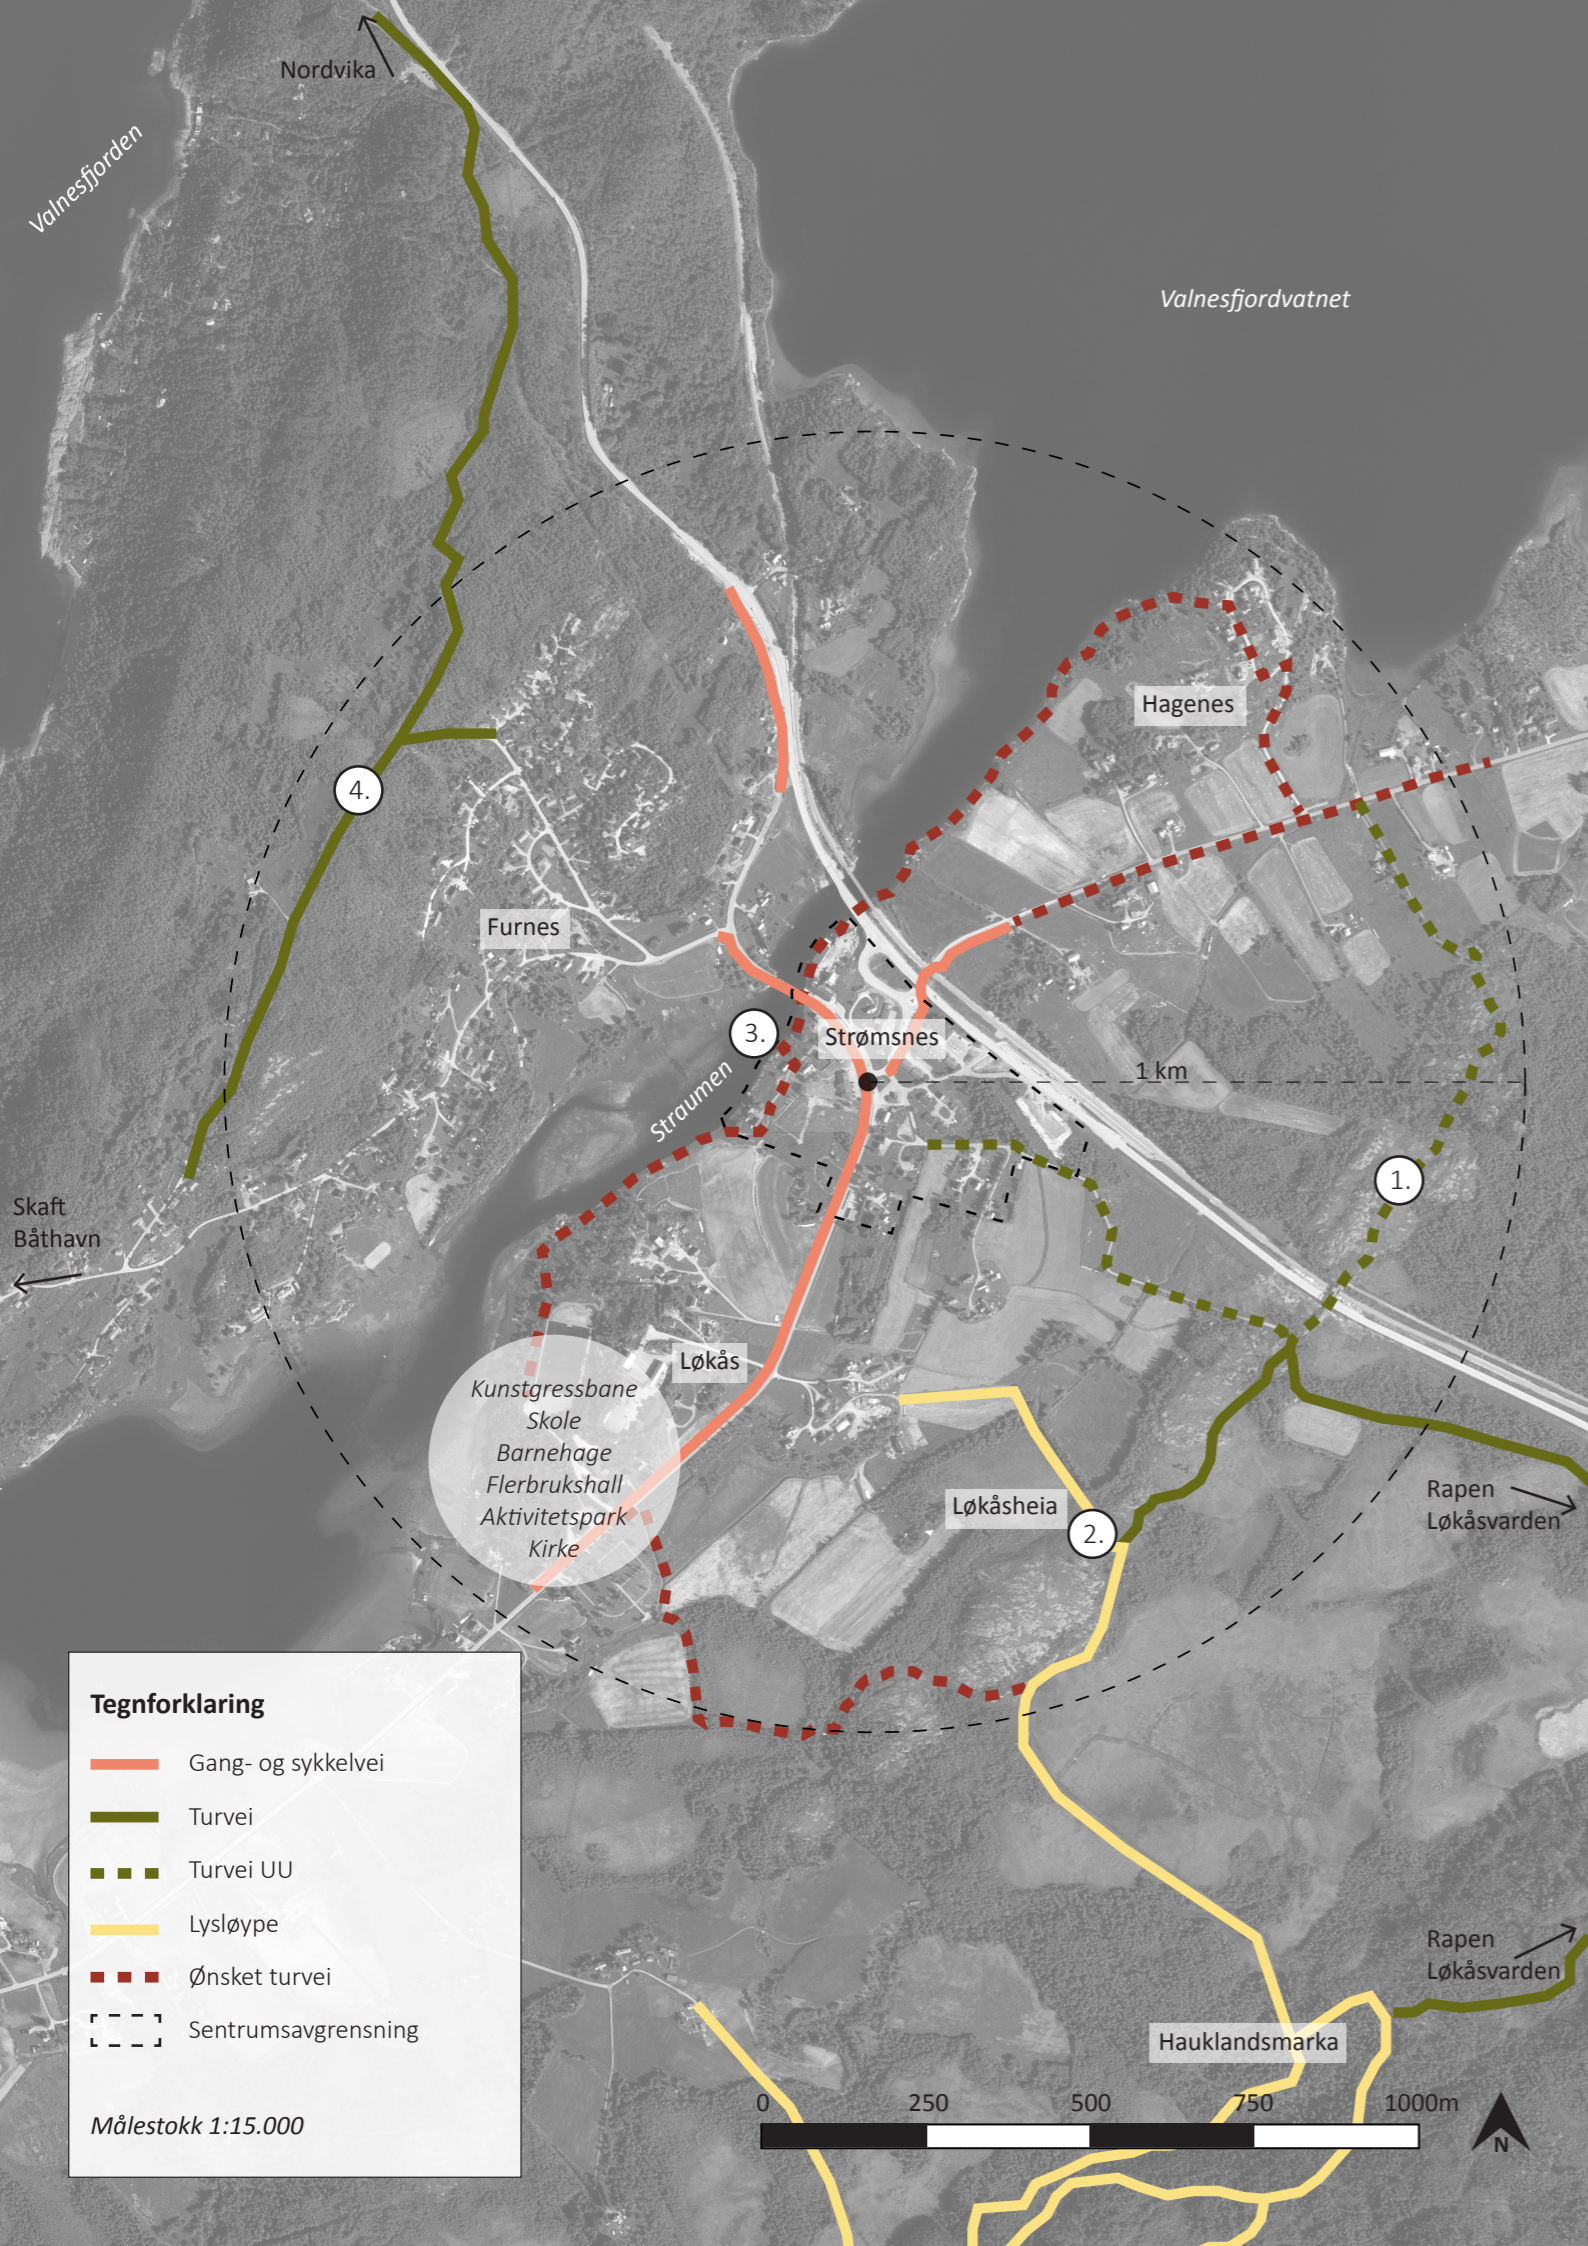 Nordvika
Valnesfjorden
Valnesfjordvatnet
Hagenes
4.
Furnes
3.
Strømsnes
Straumen
1 km
1.
Skaft
Båthavn
Løkås
Kunstgressbane
Skole
Barnehage
Flerbrukshall
Aktivitetspark
Kirke
Løkåsheia
2.
Rapen
Løkåsvarden
Tegnforklaring
Gang- og sykkelvei
Turvei
Turvei UU
Lysløype
Ønsket turvei
Sentrumsavgrensning
Målestokk 1:15.000
Rapen
Løkåsvarden
Hauklandsmarka
0 250 500 750 1000m
N